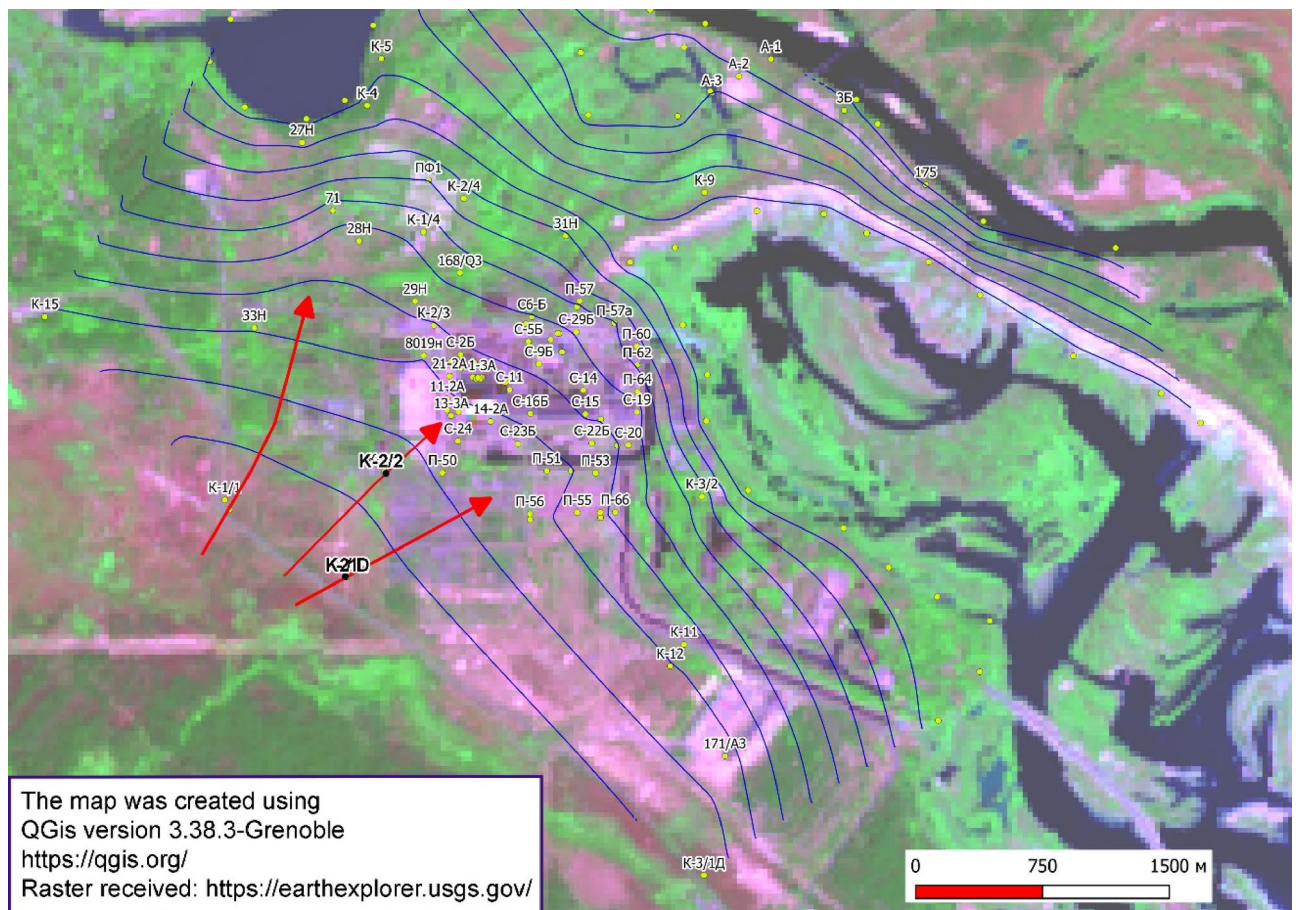 К-5
А-1
А-2
А-3
К-4
3Б
27Н
175
ПФ1
К-2/4
К-9
71
К-1/4
31Н
28Н
168/Q3
П-57
29Н
К-15
С6-Б
П-57а
33Н
К-2/3
С-5Б
С-29Б
П-60
8019н
С-2Б
С-9Б
П-62
21-2А
1-3А
С-11
С-14
П-64
11-2А
С-15
С-19
13-3А
14-2А
С-16Б
С-24
С-23Б
С-22Б
С-20
К-2/2
П-50
П-51
П-53
К-1/1
К-3/2
П-56
П-55
П-66
К-11
К-12
171/А3
К-3/1Д
The map was created using
QGis version 3.38.3-Grenoble
https://qgis.org/
Raster received: https://earthexplorer.usgs.gov/
0 750 1500 м